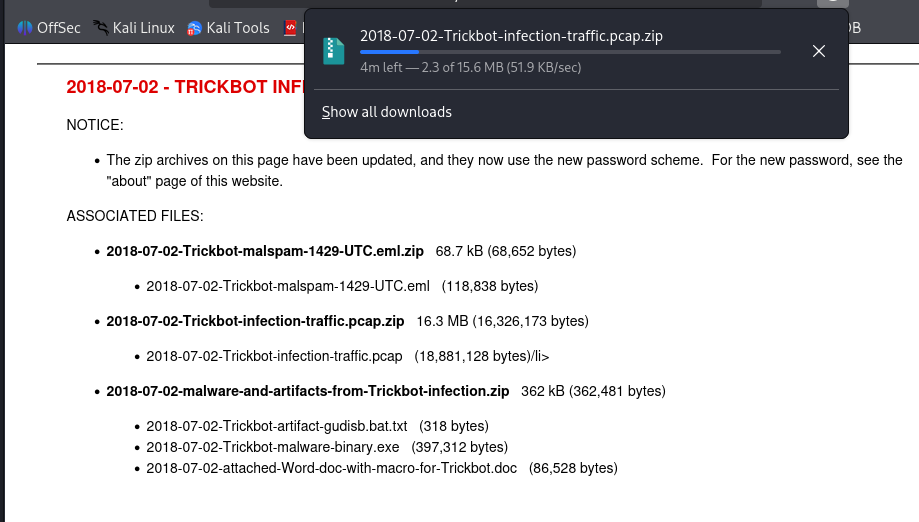 OffSec Kali Linux Kali Tools DB
2018-07-02-Trickbot-infection-traffic.pcap.zip
4m left — 2.3 of 15.6 MB (51.9 KB/sec)
Show all downloads
2018-07-02 - TRICKBOT INF
NOTICE:
• The zip archives on this page have been updated, and they now use the new password scheme. For the new password, see the
"about" page of this website.
ASSOCIATED FILES:
• 2018-07-02-Trickbot-malspam-1429-UTC.eml.zip 68.7 kB (68,652 bytes)
• 2018-07-02-Trickbot-malspam-1429-UTC.eml (118,838 bytes)
• 2018-07-02-Trickbot-infection-traffic.pcap.zip 16.3 MB (16,326,173 bytes)
• 2018-07-02-Trickbot-infection-traffic.pcap (18,881,128 bytes)/li>
• 2018-07-02-malware-and-artifacts-from-Trickbot-infection.zip 362 kB (362,481 bytes)
• 2018-07-02-Trickbot-artifact-gudisb.bat.txt (318 bytes)
• 2018-07-02-Trickbot-malware-binary.exe (397,312 bytes)
• 2018-07-02-attached-Word-doc-with-macro-for-Trickbot.doc (86,528 bytes)